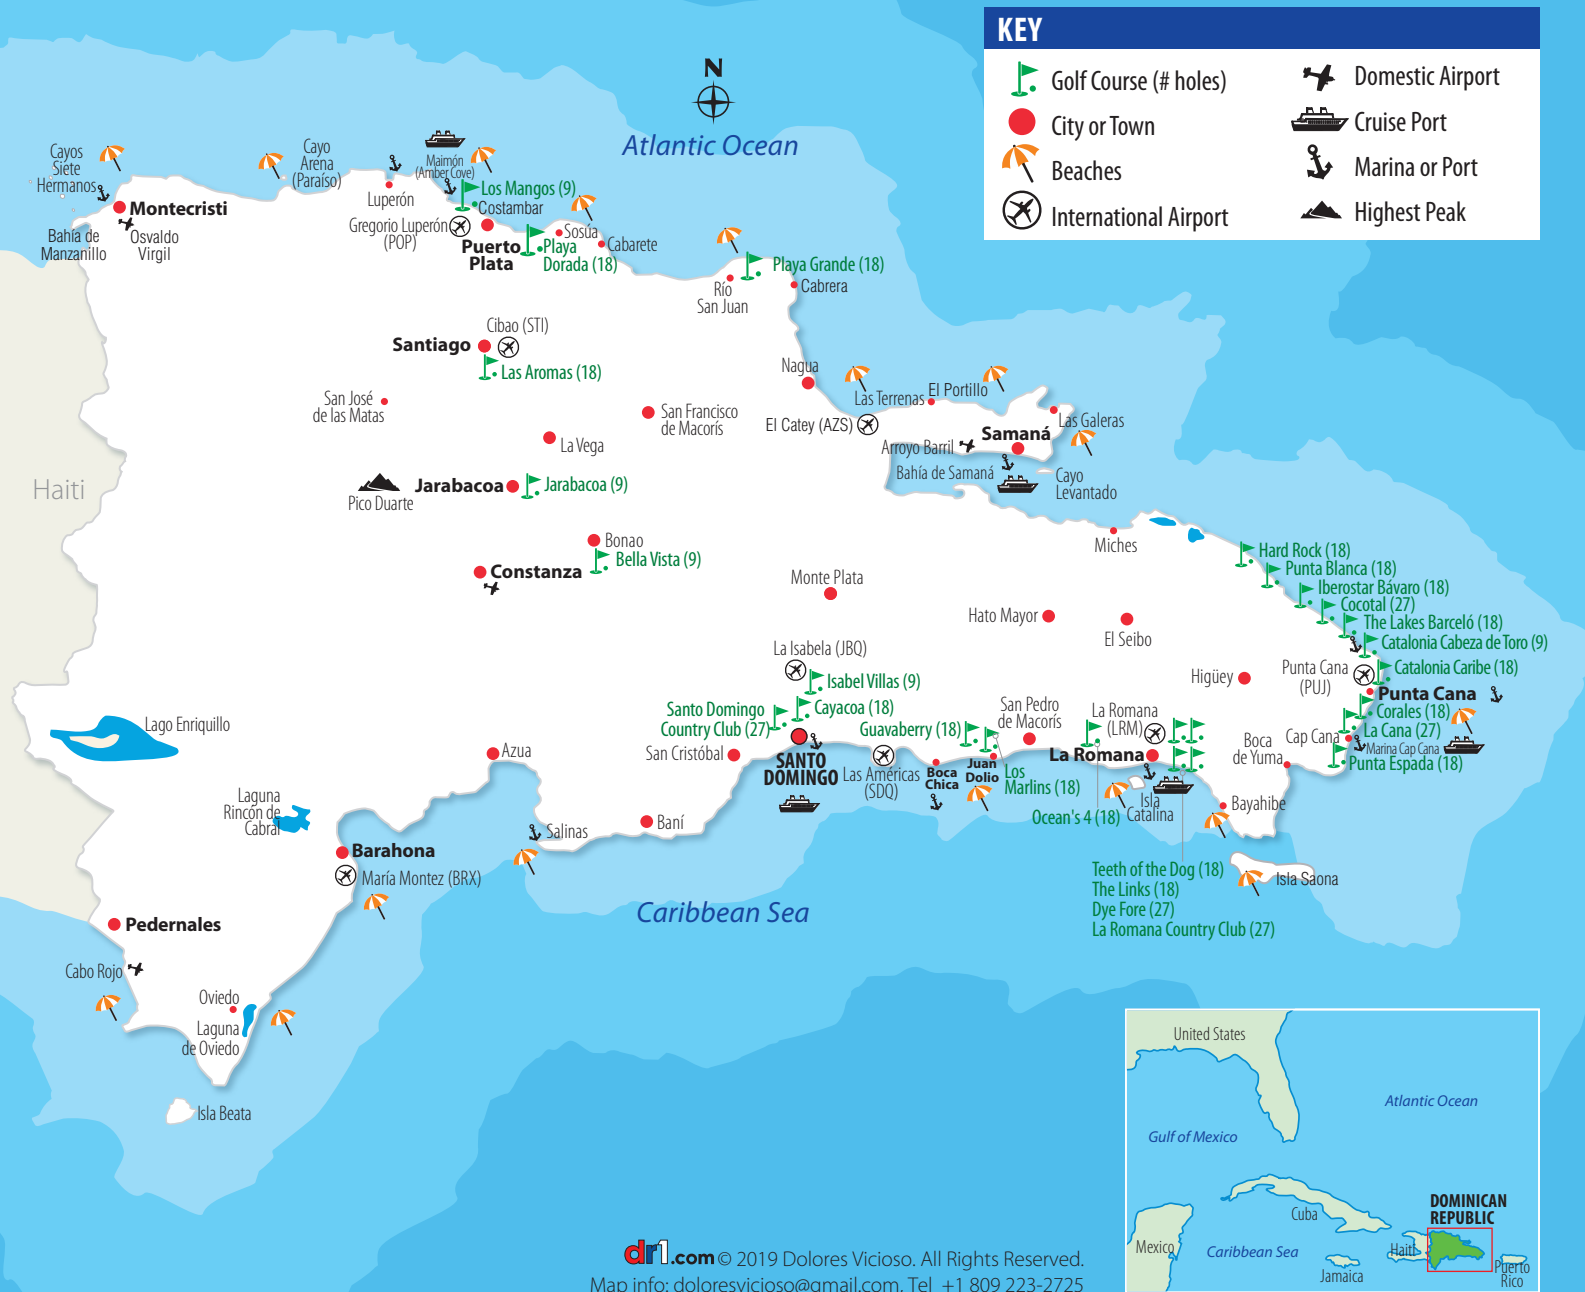 KEY
Golf Course (# holes)
City or Town
Beaches
International Airport
Domestic Airport
Cruise Port
Marina or Port
Highest Peak
N
Atlantic Ocean
Cayos
Siete
Hermanos
Montecristi
Bahía de
Manzanillo
Osvaldo
Virgil
Cayo
Arena
(Paraíso)
Luperón
Maimón
(Amber Cove)
Los Mangos (9)
Costambar
Gregorio Luperón
(POP)
Puerto
Plata
Playa
Dorada (18)
Sosúa
Cabarete
Río
San Juan
Playa Grande (18)
Cabrera
Cibao (STI)
Santiago
Las Aromas (18)
San José
de las Matas
San Francisco
de Macorís
La Vega
Nagua
Las Terrenas
El Portillo
El Catey (AZS)
Las Galeras
Samaná
Arroyo Barril
Bahía de Samaná
Cayo
Levantado
Haiti
Pico Duarte
Jarabacoa
Jarabacoa (9)
Bonao
Bella Vista (9)
Constanza
Miches
Monte Plata
Hato Mayor
El Seibo
Higüey
Hard Rock (18)
Punta Blanca (18)
Iberostar Bávaro (18)
Cocotal (27)
The Lakes Barceló (18)
Catalonia Cabeza de Toro (9)
Catalonia Caribe (18)
Punta Cana
(PUJ)
Punta Cana
Corales (18)
La Cana (27)
Cap Cana
Marina Cap Cana
Punta Espada (18)
Boca
de Yuma
La Isabela (JBQ)
Isabel Villas (9)
Cayacoa (18)
Santo Domingo
Country Club (27)
Guavaberry (18)
San Pedro
de Macorís
La Romana
(LRM)
La Romana
San Cristóbal
SANTO
DOMINGO
Las Américas
(SDQ)
Boca
Chica
Juan
Dolio
Los
Marlins (18)
Ocean's 4 (18)
Isla
Catalina
Bayahibe
Isla Saona
Teeth of the Dog (18)
The Links (18)
Dye Fore (27)
La Romana Country Club (27)
Lago Enriquillo
Azua
Laguna
Rincón de
Cabral
Baní
Salinas
Barahona
María Montez (BRX)
Pedernales
Cabo Rojo
Oviedo
Laguna
de Oviedo
Isla Beata
Caribbean Sea
United States
Atlantic Ocean
Gulf of Mexico
Cuba
DOMINICAN
REPUBLIC
Mexico
Caribbean Sea
Haiti
Jamaica
Puerto
Rico
dr1.com © 2019 Dolores Vicioso. All Rights Reserved.
Map info: doloresvicioso@gmail.com. Tel +1 809 223-2725